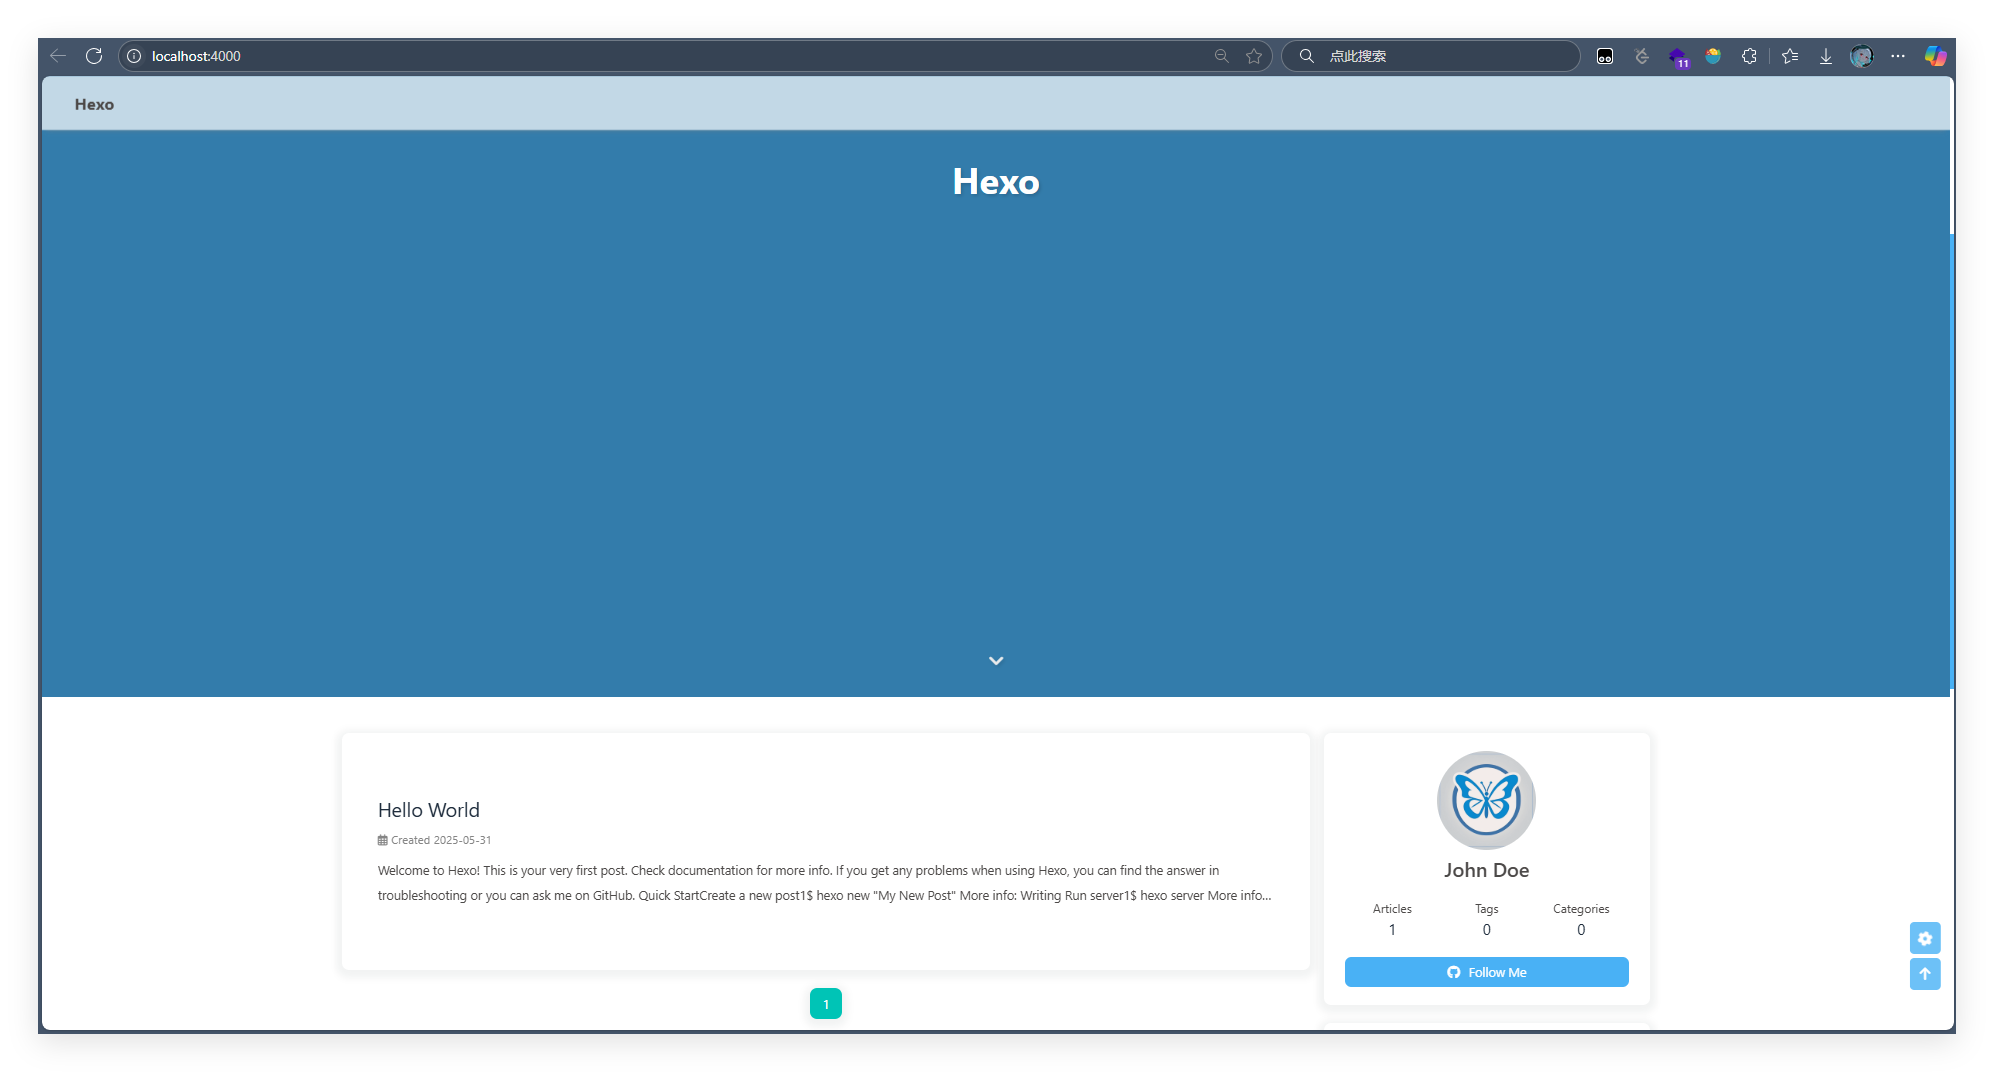 localhost:4000
点此搜索
11
Hexo
Hexo
Hello World
Created 2025-05-31
Welcome to Hexo! This is your very first post. Check documentation for more info. If you get any problems when using Hexo, you can find the answer in
troubleshooting or you can ask me on GitHub. Quick StartCreate a new post1$ hexo new "My New Post" More info: Writing Run server1$ hexo server More info...
1
John Doe
Articles Tags Categories
1 0 0
Follow Me